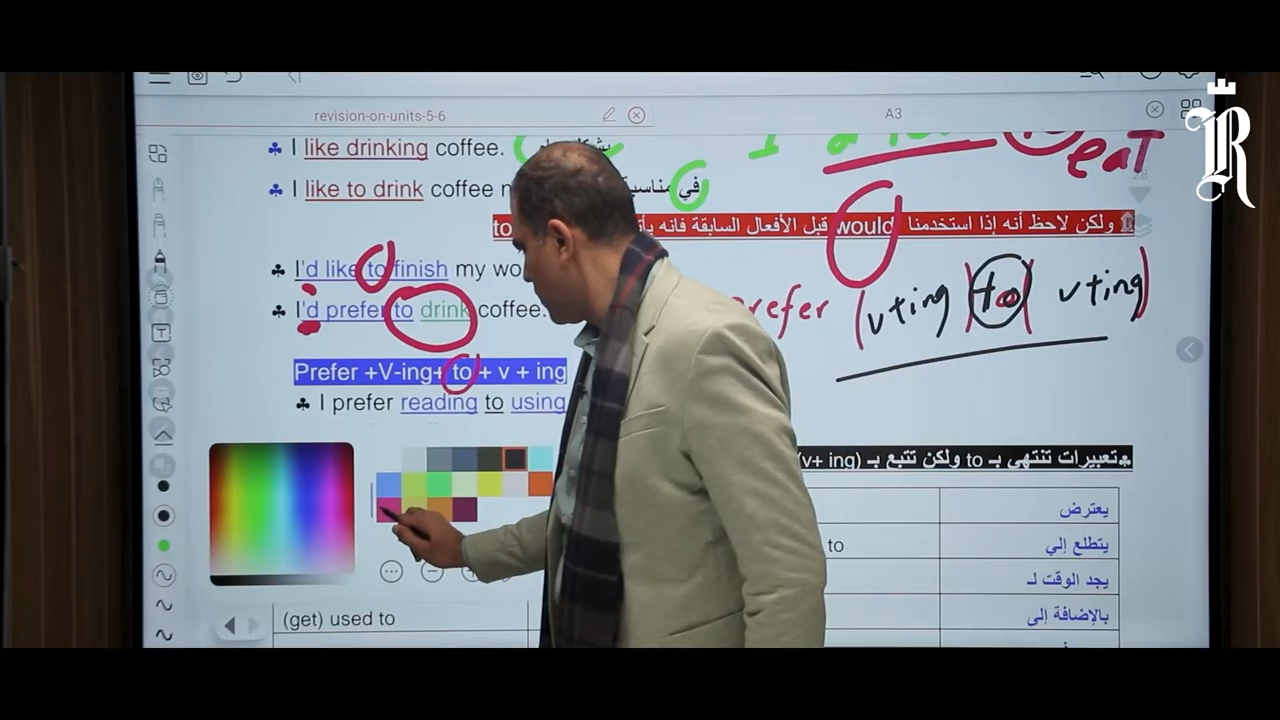 revision-on-units-5-6
A3
R
I like drinking coffee.
eat
I like to drink coffee
في مناسبة
ولكن لاحظ أنه إذا استخدمنا would قبل الأفعال السابقة فانه to
I'd like to finish my
I'd prefer to drink coffee.
prefer (v+ing to v+ing)
Prefer +V-ing+ to + v + ing
I prefer reading to using
تعبيرات تنتهي بـ to ولكن تتبع بـ (v+ ing)
يعترض
to يتطلع إلي
يجد الوقت لـ
(get) used to بالإضافة إلى